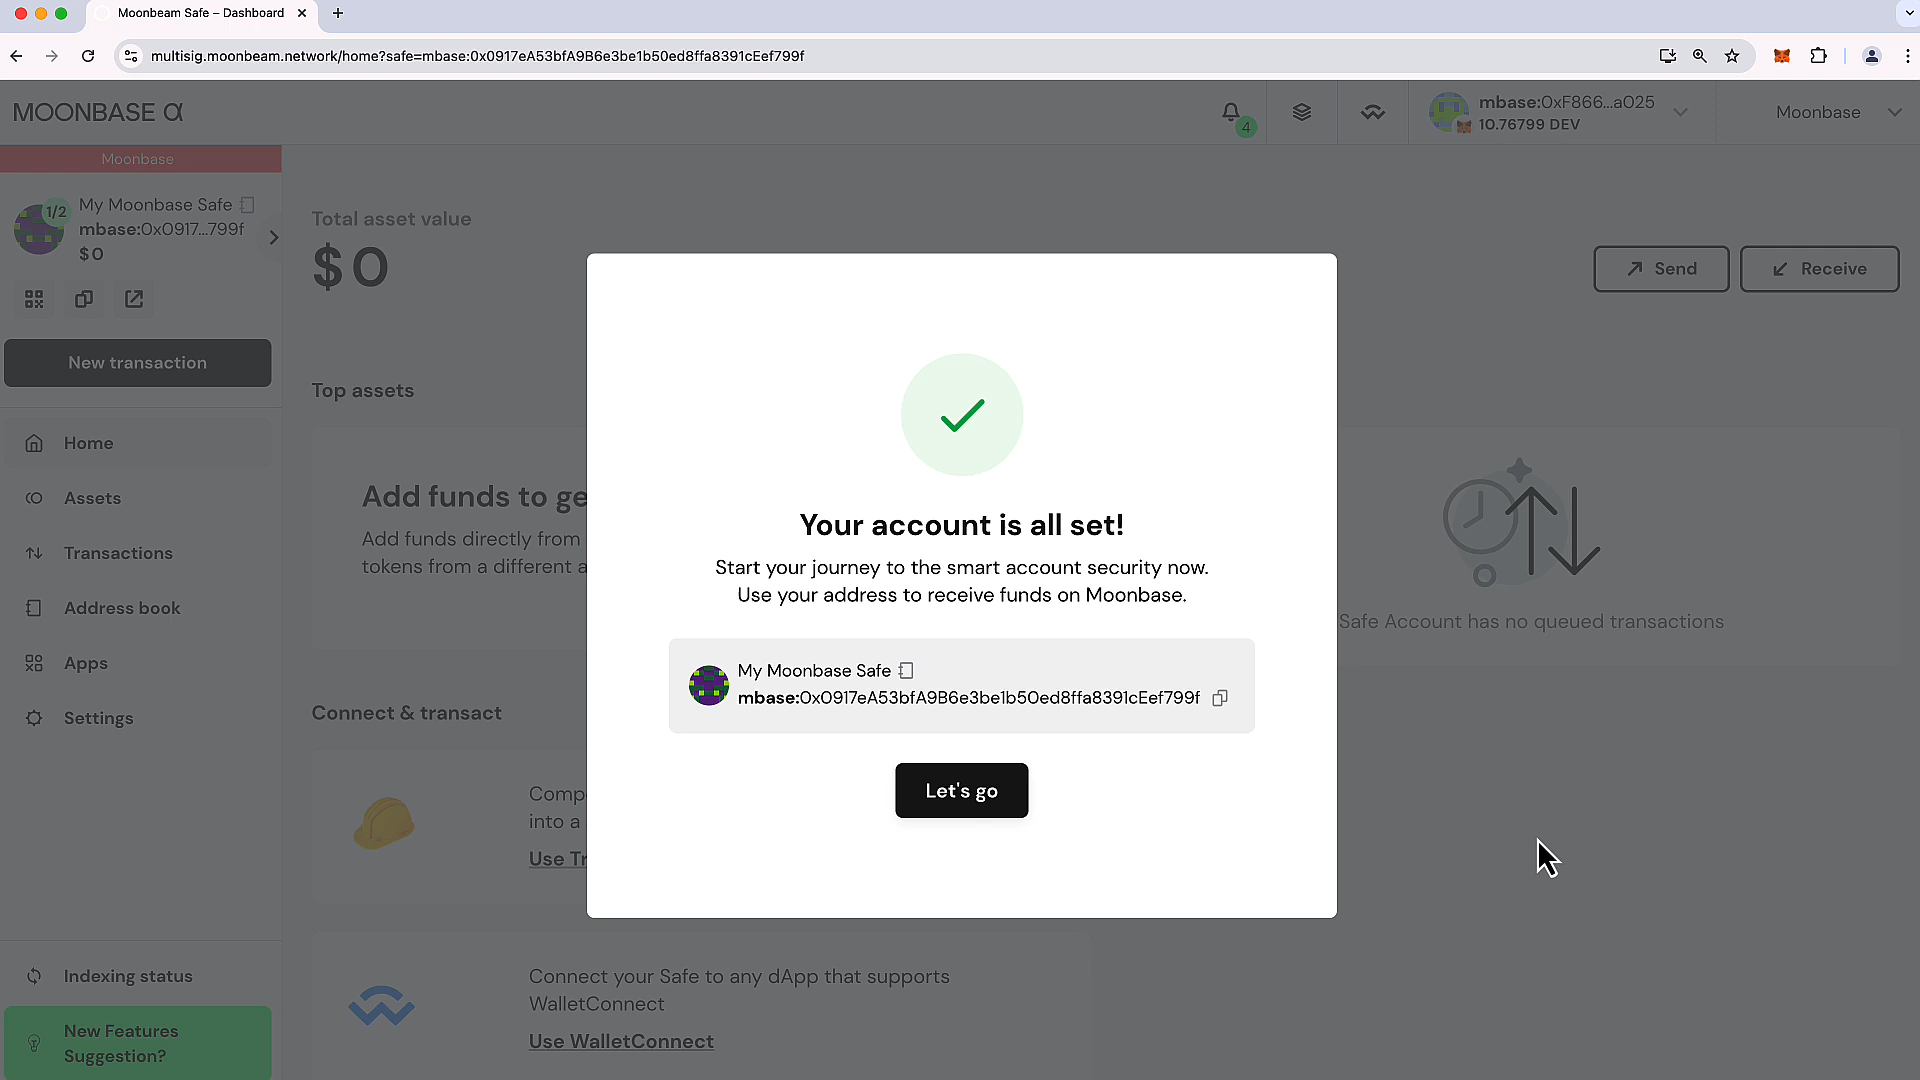 Moonbeam Safe – Dashboard
multisig.moonbeam.network/home?safe=mbase:0x0917eA53bfA9B6e3be1b50ed8ffa8391cEef799f
MOONBASE α
4
mbase:0xF866...a025
10.76799 DEV
Moonbase
Moonbase
1/2
My Moonbase Safe
mbase:0x0917...799f
$0
New transaction
Home
Assets
Transactions
Address book
Apps
Settings
Indexing status
New Features
Suggestion?
Total asset value
$0
Send
Receive
Top assets
Add funds to ge
Add funds directly from
tokens from a different a
Safe Account has no queued transactions
Connect & transact
Comp
into a
Use Tr
Connect your Safe to any dApp that supports
WalletConnect
Use WalletConnect
Your account is all set!
Start your journey to the smart account security now.
Use your address to receive funds on Moonbase.
My Moonbase Safe
mbase:0x0917eA53bfA9B6e3be1b50ed8ffa8391cEef799f
Let's go